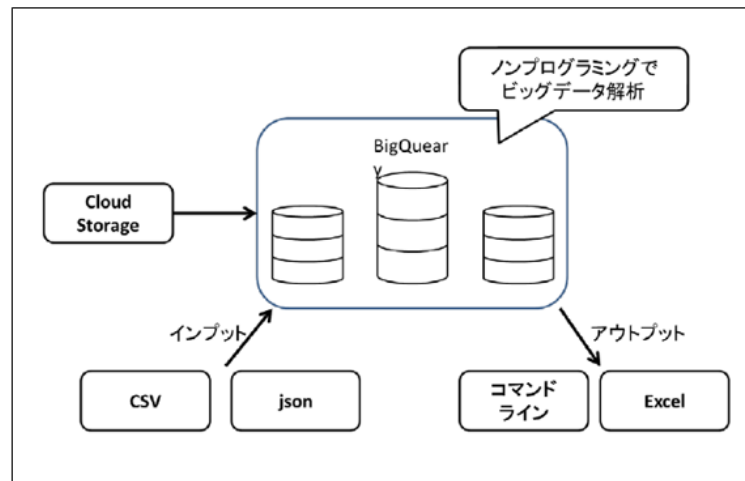 ノンプログラミングで
ビッグデータ解析
BigQuear
y
Cloud
Storage
インプット
アウトプット
CSV
json
コマンド
ライン
Excel